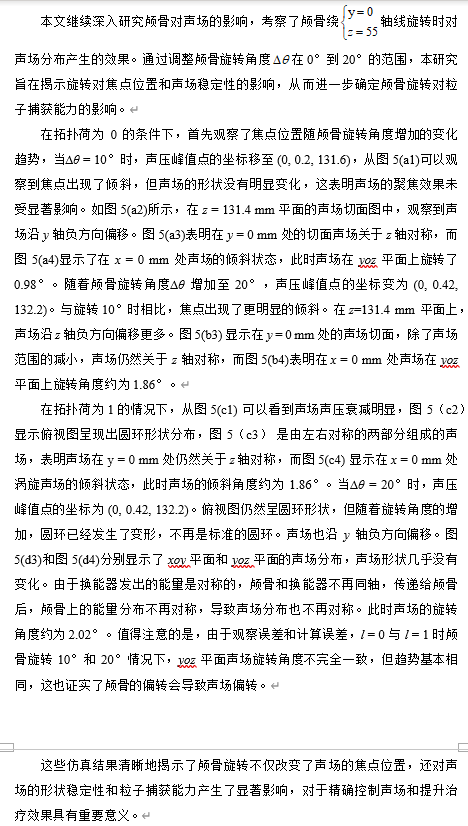 本文继续深入研究颅骨对声场的影响，考察了颅骨绕{y = 0 z = 55 轴线旋转时对
声场分布产生的效果。通过调整颅骨旋转角度 Δθ 在 0° 到 20° 的范围，本研究
旨在揭示旋转对焦点位置和声场稳定性的影响，从而进一步确定颅骨旋转对粒
子捕获能力的影响。↵
在拓扑荷为 0 的条件下，首先观察了焦点位置随颅骨旋转角度增加的变化
趋势，当Δθ = 10° 时，声压峰值点的坐标移至 (0, 0.2, 131.6)，从图 5(a1)可以观
察到焦点出现了倾斜，但声场的形状没有明显变化，这表明声场的聚焦效果未
受显著影响。如图 5(a2)所示，在 z = 131.4 mm 平面的声场切面图中，观察到声
场沿 y 轴负方向偏移。图 5(a3)表明在 y = 0 mm 处的切面声场关于 z 轴对称，而
图 5(a4)显示了在 x = 0 mm 处声场的倾斜状态，此时声场在 yoz 平面上旋转了
0.98° 。随着颅骨旋转角度Δθ 增加至 20° ，声压峰值点的坐标变为 (0, 0.42,
132.2)。与旋转 10° 时相比，焦点出现了更明显的倾斜。在 z=131.4 mm 平面上，
声场沿 z 轴负方向偏移更多。图 5(b3) 显示在 y = 0 mm 处的声场切面，除了声场
范围的减小，声场仍然关于 z 轴对称，而图 5(b4)表明在 x = 0 mm 处声场在 yoz
平面上旋转角度约为 1.86° 。↵
在拓扑荷为 1 的情况下，从图 5(c1) 可以看到声场声压衰减明显，图 5（c2）
显示俯视图呈现出圆环形状分布，图 5（c3） 是由左右对称的两部分组成的声
场，表明声场在 y = 0 mm 处仍然关于 z 轴对称，而图 5(c4) 显示在 x = 0 mm 处
涡旋声场的倾斜状态，此时声场的倾斜角度约为 1.86° 。当Δθ = 20° 时，声压
峰值点的坐标为 (0, 0.42, 132.2)。俯视图仍然呈圆环形状，但随着旋转角度的增
加，圆环已经发生了变形，不再是标准的圆环。声场也沿 y 轴负方向偏移。图
5(d3)和图 5(d4)分别显示了 xoy 平面和 yoz 平面的声场分布，声场形状几乎没有
变化。由于换能器发出的能量是对称的，颅骨和换能器不再同轴，传递给颅骨
后，颅骨上的能量分布不再对称，导致声场分布也不再对称。此时声场的旋转
角度约为 2.02° 。值得注意的是，由于观察误差和计算误差，l = 0 与 l = 1 时颅
骨旋转 10° 和 20° 情况下，yoz 平面声场旋转角度不完全一致，但趋势基本相
同，这也证实了颅骨的偏转会导致声场偏转。↵
这些仿真结果清晰地揭示了颅骨旋转不仅改变了声场的焦点位置，还对声
场的形状稳定性和粒子捕获能力产生了显著影响，对于精确控制声场和提升治
疗效果具有重要意义。↵